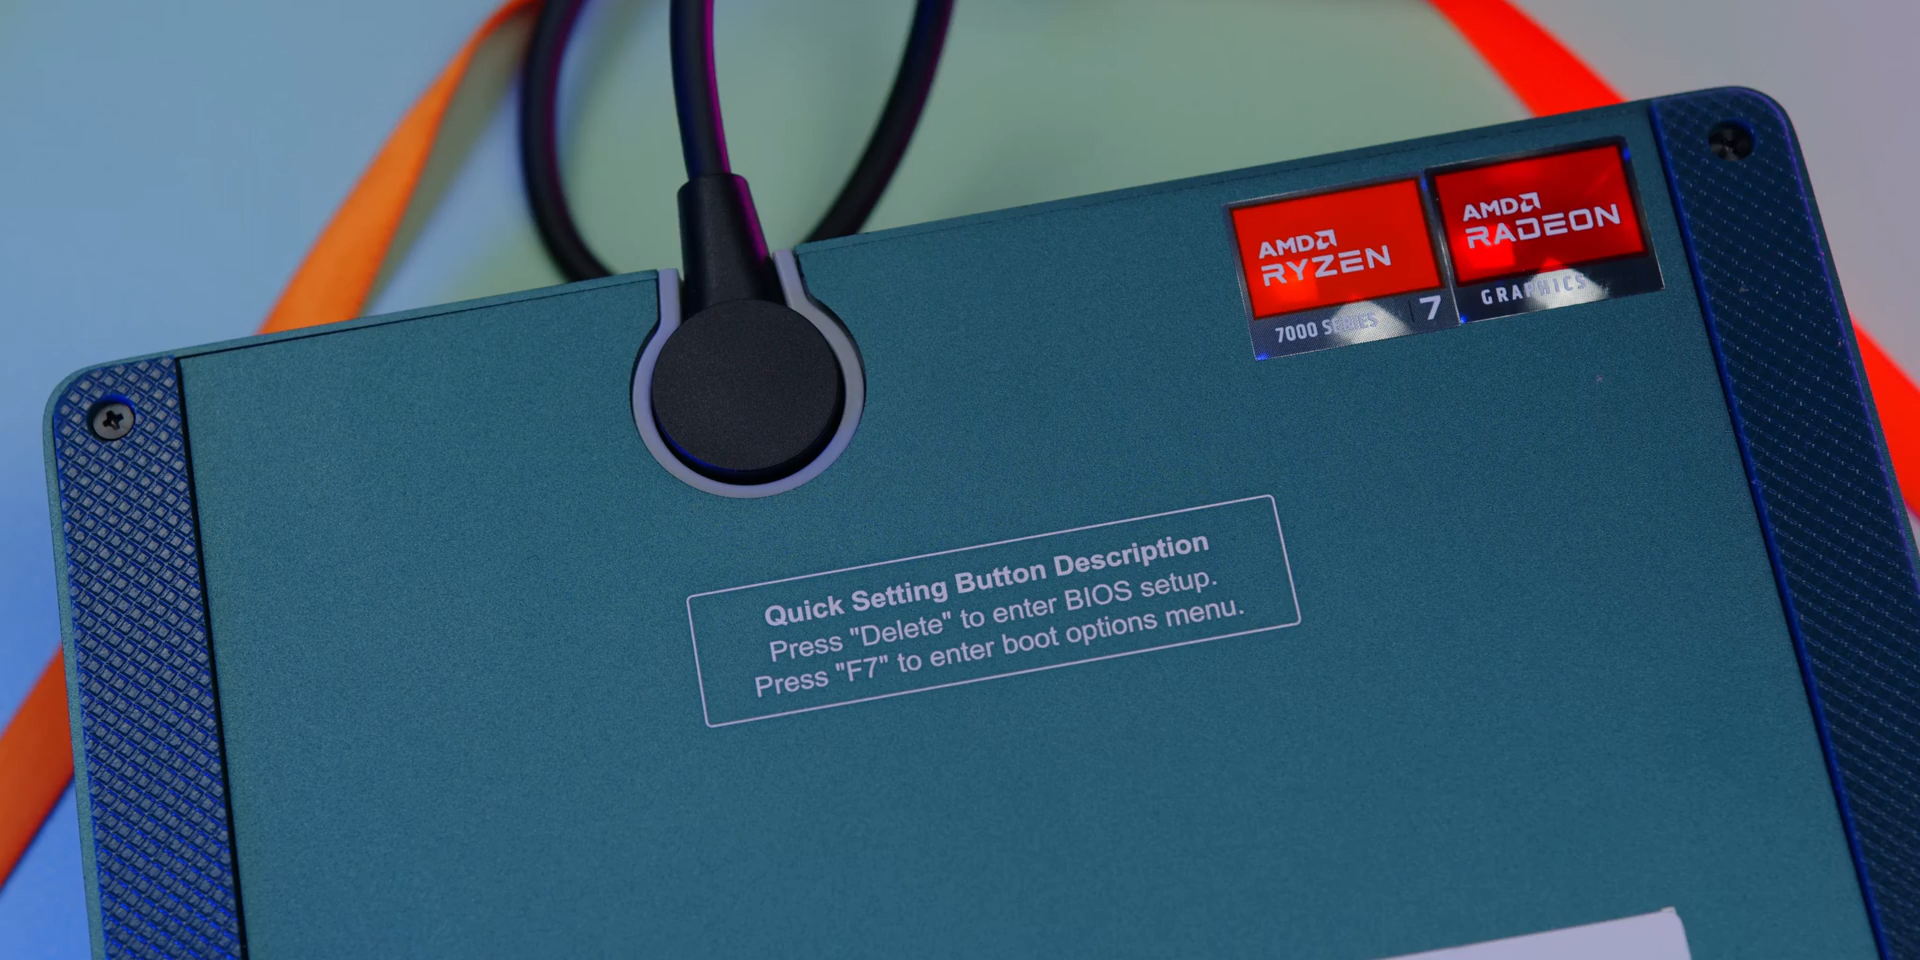 AMD
RYZEN
7000 SERIES
7
AMD
RADEON
GRAPHICS
Quick Setting Button Description
Press "Delete" to enter BIOS setup.
Press "F7" to enter boot options menu.